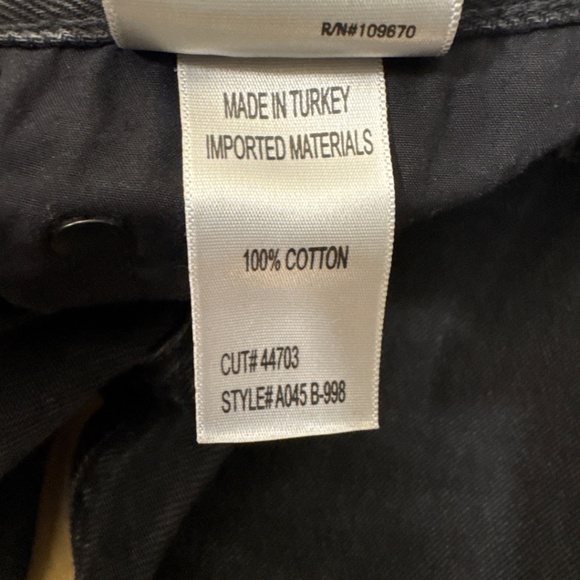 R/N#109670
MADE IN TURKEY
IMPORTED MATERIALS
100% COTTON
CUT# 44703
STYLE# A045 B-998